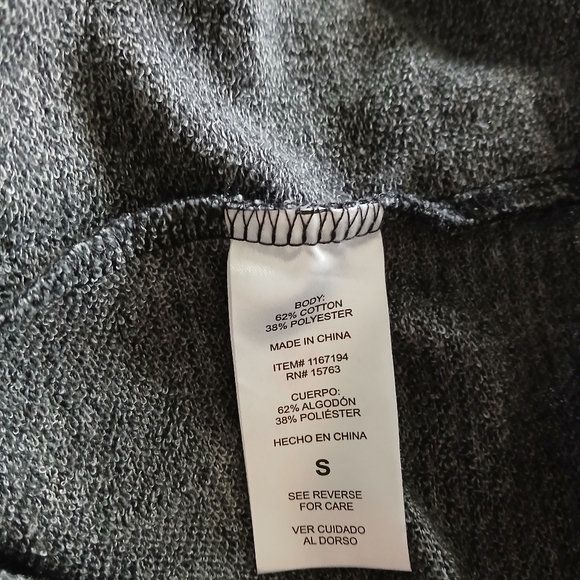 BODY:
62% COTTON
38% POLYESTER
MADE IN CHINA
ITEM# 1167194
RN# 15763
CUERPO:
62% ALGODÓN
38% POLIÉSTER
HECHO EN CHINA
S
SEE REVERSE
FOR CARE
VER CUIDADO
AL DORSO